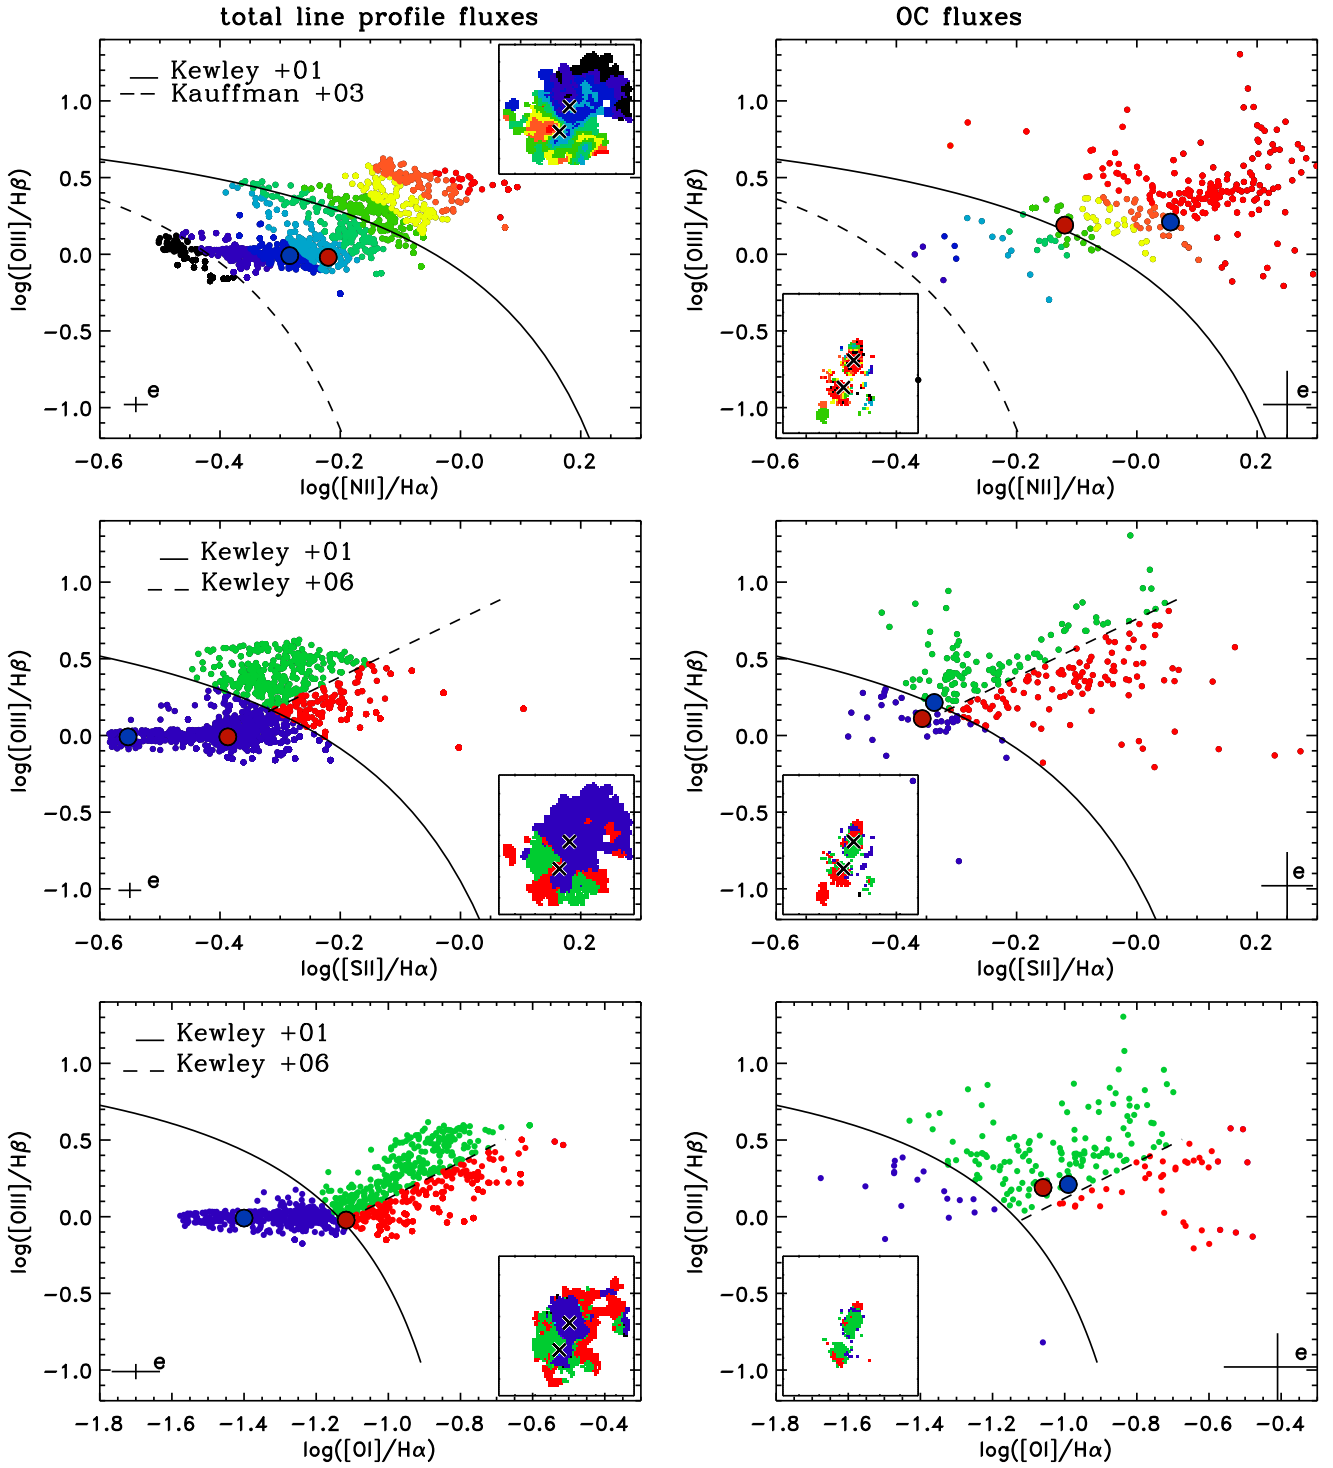 total line profile fluxes
OC fluxes
Kewley +01
Kauffman +03
1.0
0.5
0.0
−0.5
−1.0
log([OIII]/Hβ)
e
−0.6 −0.4 −0.2 −0.0 0.2
log([NII]/Hα)
1.0
0.5
0.0
−0.5
−1.0
log([OIII]/Hβ)
e
−0.6 −0.4 −0.2 −0.0 0.2
log([NII]/Hα)
Kewley +01
Kewley +06
1.0
0.5
0.0
−0.5
−1.0
log([OIII]/Hβ)
e
−0.6 −0.4 −0.2 −0.0 0.2
log([SII]/Hα)
1.0
0.5
0.0
−0.5
−1.0
log([OIII]/Hβ)
e
−0.6 −0.4 −0.2 −0.0 0.2
log([SII]/Hα)
Kewley +01
Kewley +06
1.0
0.5
0.0
−0.5
−1.0
log([OIII]/Hβ)
e
−1.8 −1.6 −1.4 −1.2 −1.0 −0.8 −0.6 −0.4
log([OI]/Hα)
1.0
0.5
0.0
−0.5
−1.0
log([OIII]/Hβ)
e
−1.8 −1.6 −1.4 −1.2 −1.0 −0.8 −0.6 −0.4
log([OI]/Hα)